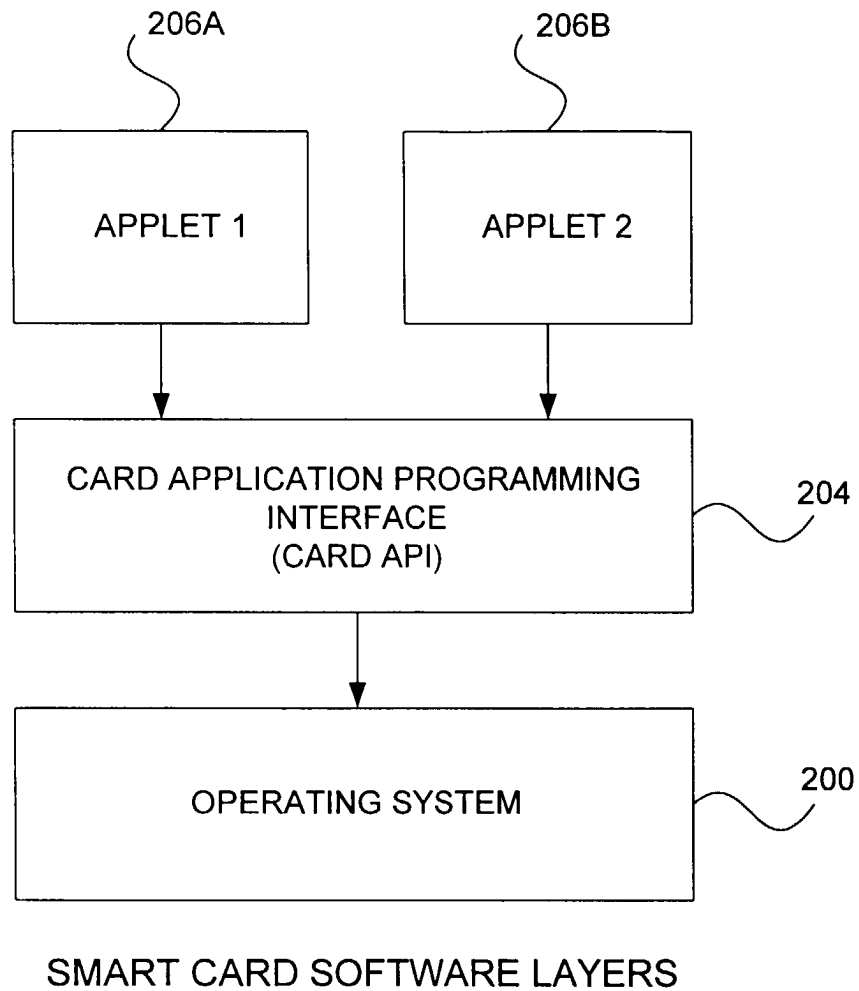 206A
206B
APPLET 1
APPLET 2
CARD APPLICATION PROGRAMMING
INTERFACE
(CARD API)
204
OPERATING SYSTEM
200
SMART CARD SOFTWARE LAYERS